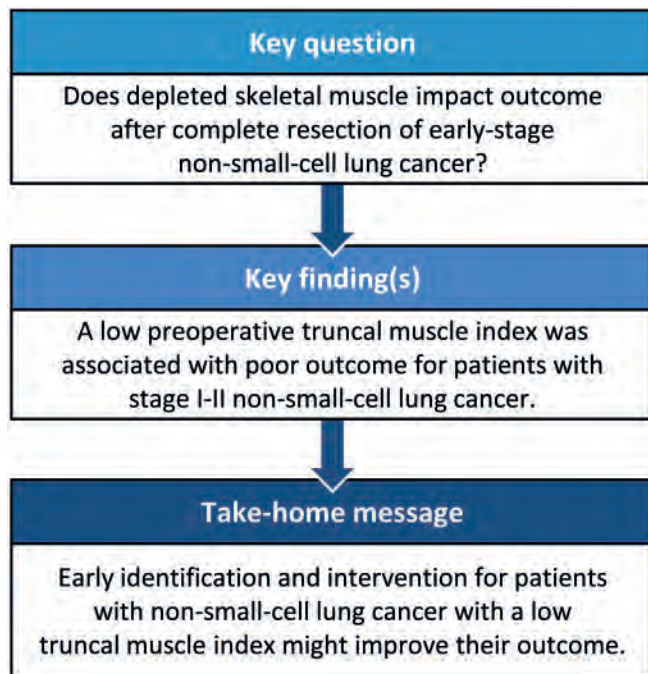 Key question
Does depleted skeletal muscle impact outcome
after complete resection of early-stage
non-small-cell lung cancer?
Key finding(s)
A low preoperative truncal muscle index was
associated with poor outcome for patients with
stage I-II non-small-cell lung cancer.
Take-home message
Early identification and intervention for patients
with non-small-cell lung cancer with a low
truncal muscle index might improve their outcome.